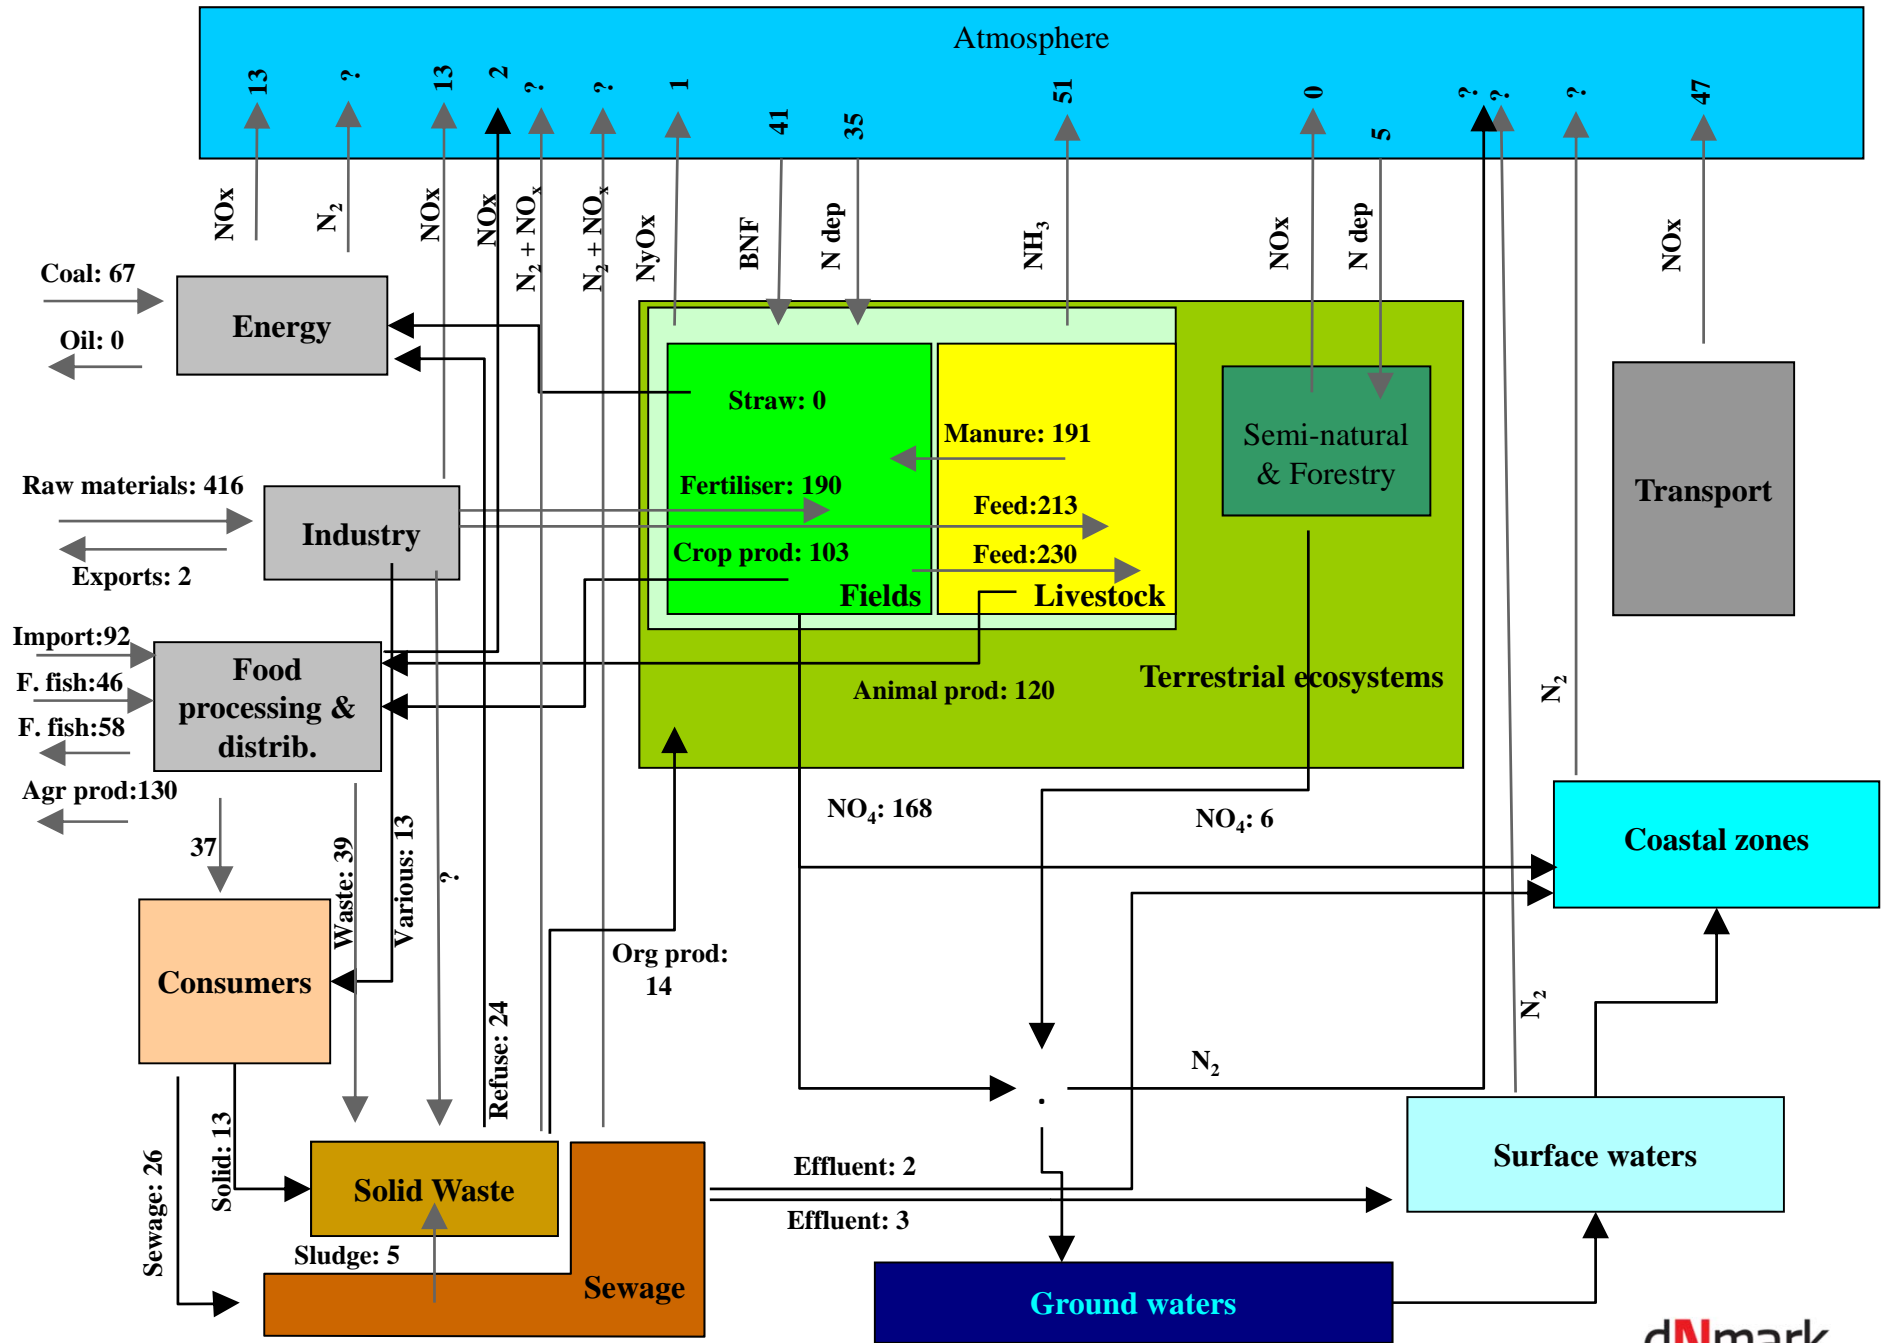 Atmosphere
13
?
13
2
?
?
1
41
35
51
0
5
?
?
?
47
NOx
N₂
NOx
NOx
N₂ + NOₓ
N₂ + NOₓ
NyOx
BNF
N dep
NH₃
NOx
N dep
NOx
Coal: 67
Energy
Oil: 0
Straw: 0
Manure: 191
Semi-natural
& Forestry
Raw materials: 416
Fertiliser: 190
Feed:213
Transport
Industry
Crop prod: 103
Feed:230
Exports: 2
Fields
Livestock
Import:92
Food
processing &
distrib.
F. fish:46
F. fish:58
Animal prod: 120
Terrestrial ecosystems
N₂
Agr prod:130
NO₄: 168
NO₄: 6
37
Waste: 39
Various: 13
?
Coastal zones
Consumers
Org prod:
14
Refuse: 24
N₂
N₂
Sewage: 26
Solid: 13
Solid Waste
Effluent: 2
Surface waters
Effluent: 3
Sludge: 5
Sewage
Ground waters
.
dNmark